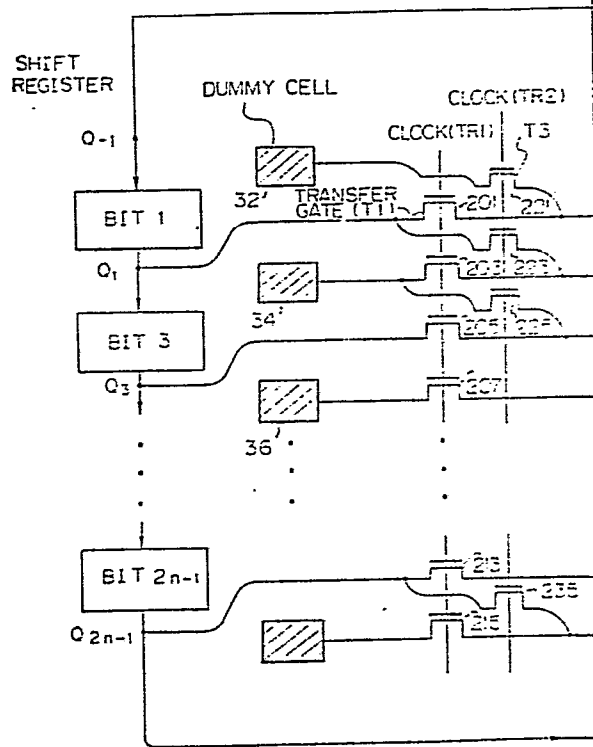 SHIFT
REGISTER
DUMMY CELL
CLOCK(TR2)
CLOCK(TR1)
T3
Q-1
32'
TRANSFER
GATE (T1)
201
221
BIT 1
Q1
203
223
34'
205
225
BIT 3
Q3
207
36'
213
BIT 2n-1
235
Q2n-1
215